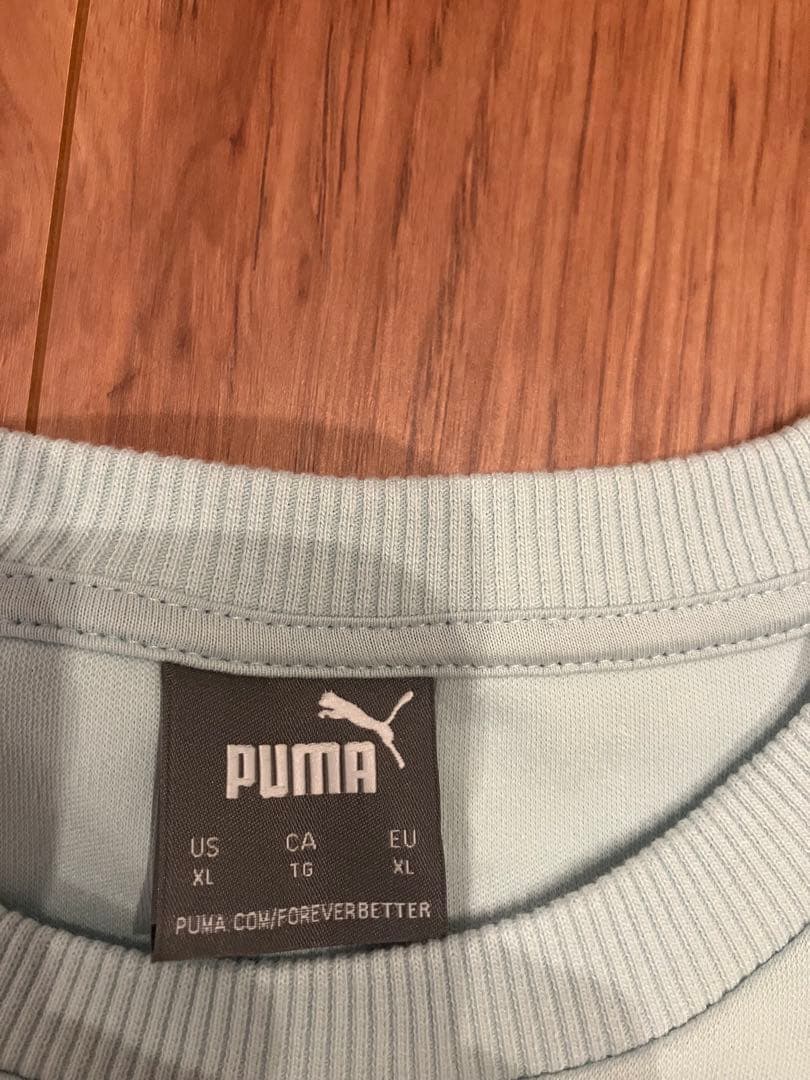 PUMA
US CA EU
XL TG XL
PUMA.COM/FOREVERBETTER